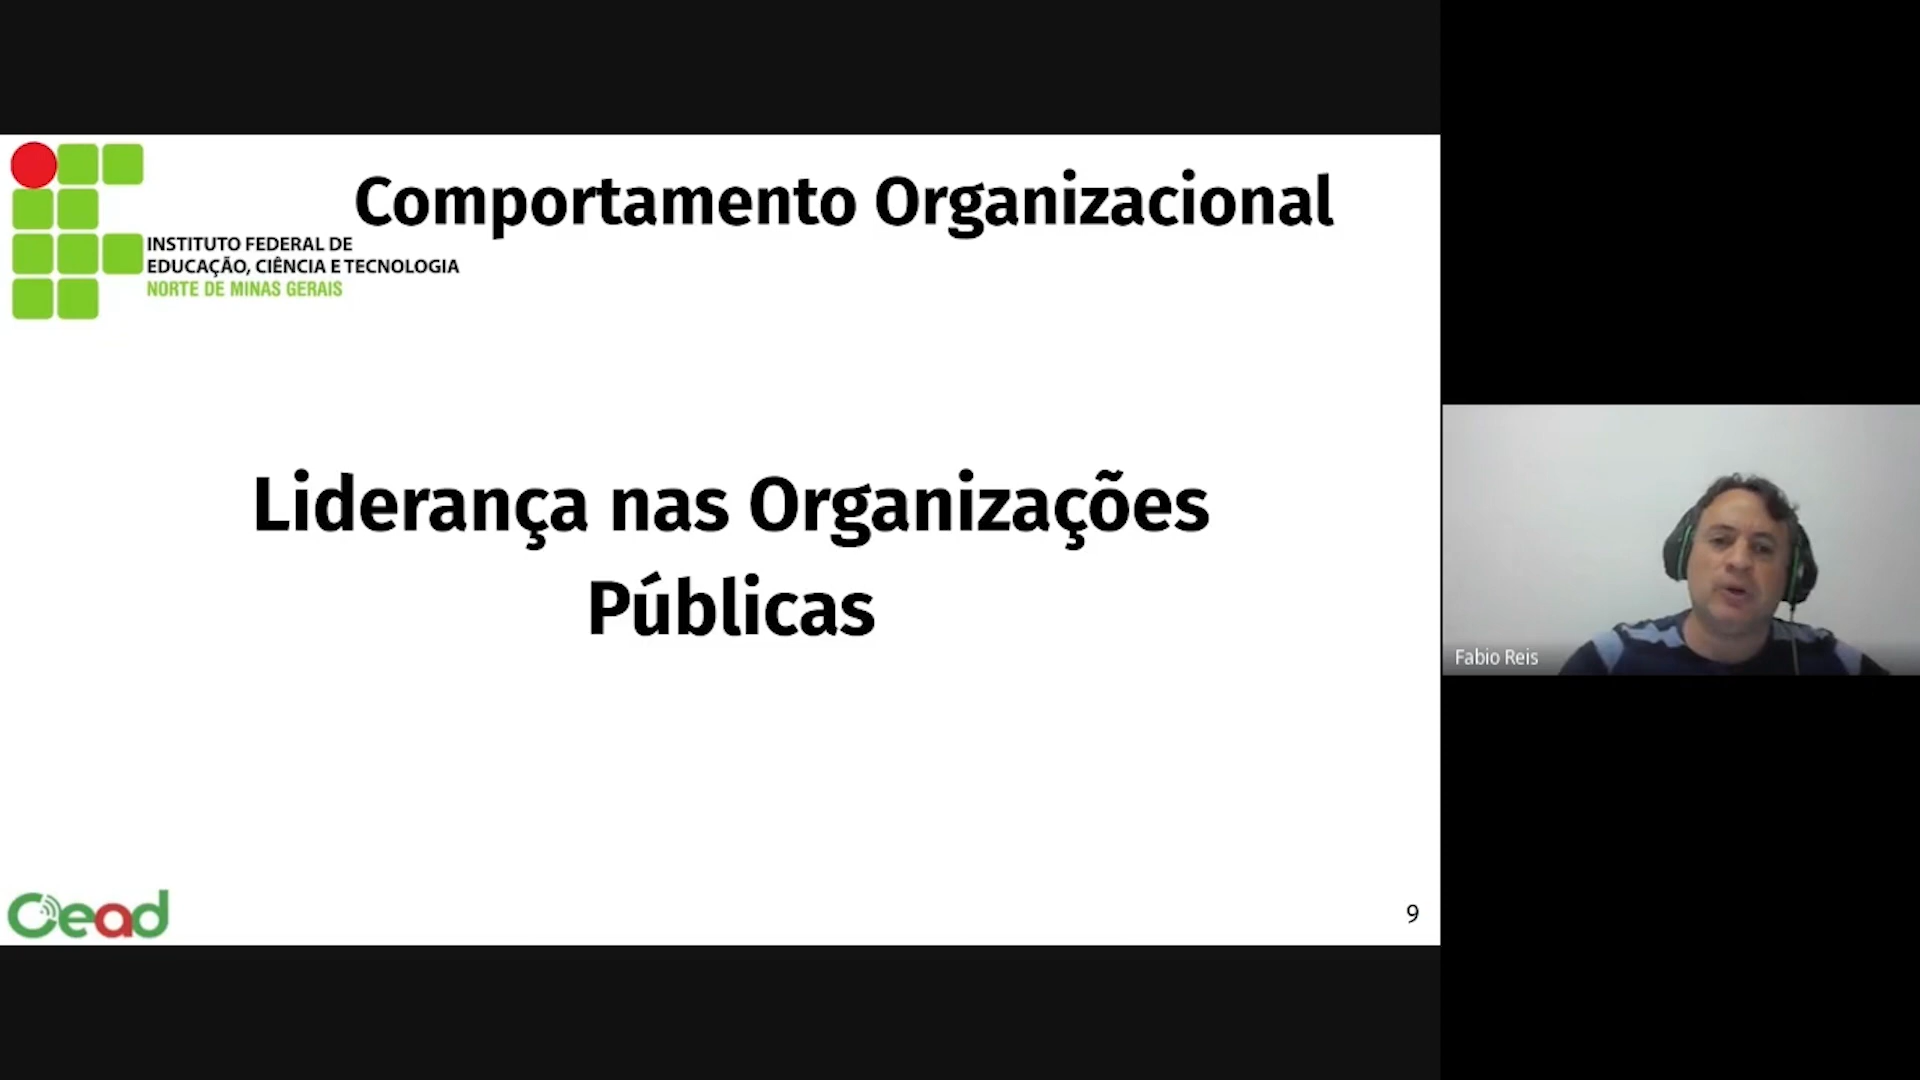 Comportamento Organizacional
INSTITUTO FEDERAL DE
EDUCAÇÃO, CIÊNCIA E TECNOLOGIA
NORTE DE MINAS GERAIS
Liderança nas Organizações
Públicas
Fabio Reis
Cead
9